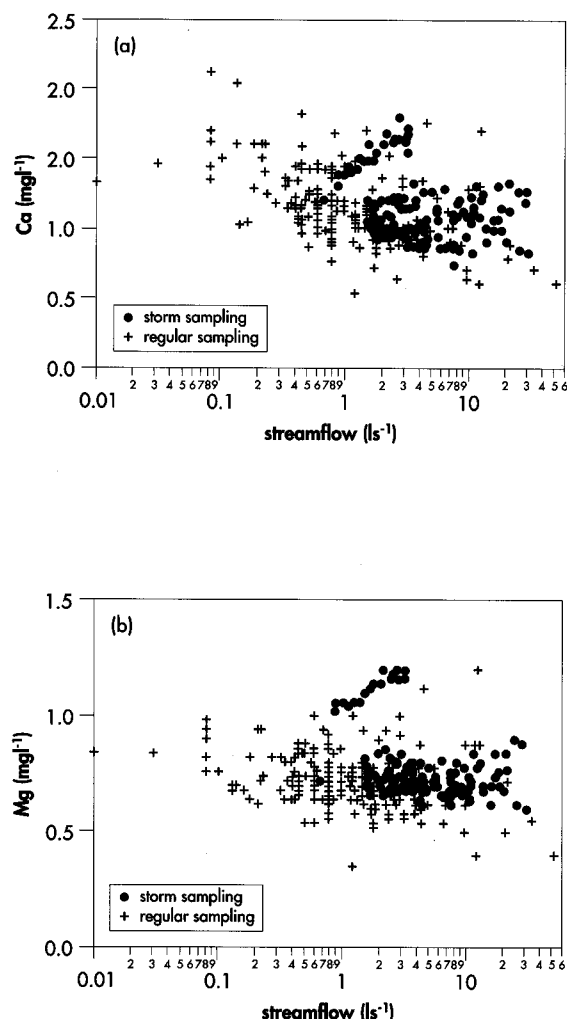 (a)
2.5
2.0
2.0
1.0
0.5
0.0
Ca (mgl-1)
storm sampling
regular sampling
2 3 4 5 6 7 8 9 2 3 4 5 6 7 8 9 2 3 4 5 6 7 8 9 2 3 4 5 6
0.01 0.1 1 10
streamflow (ls-1)
(b)
1.5
1.0
0.5
0.0
Mg (mgl-1)
storm sampling
regular sampling
2 3 4 5 6 7 8 9 2 3 4 5 6 7 8 9 2 3 4 5 6 7 8 9 2 3 4 5 6
0.01 0.1 1 10
streamflow (ls-1)